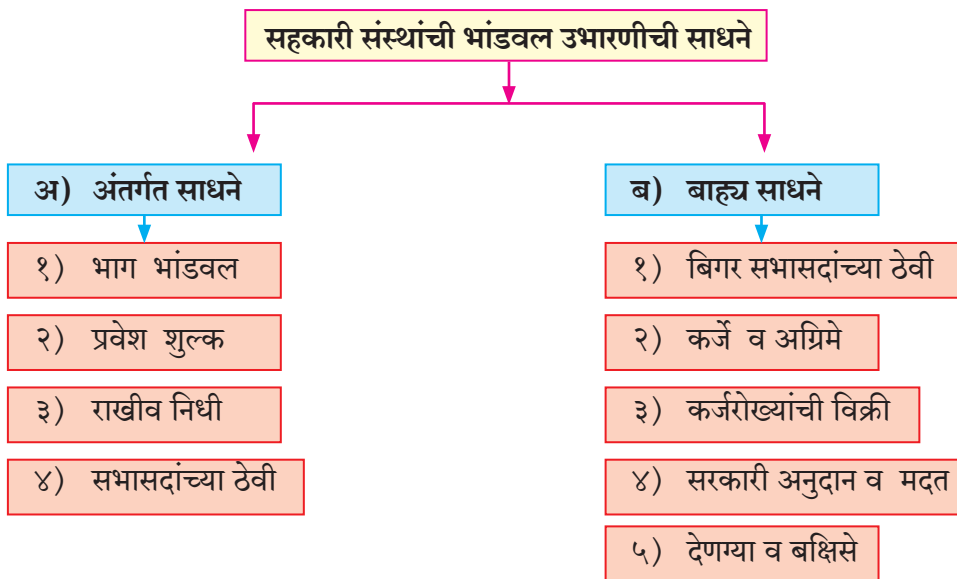 सहकारी संस्थांची भांडवल उभारणीची साधने
अ) अंतर्गत साधने
१) भाग भांडवल
२) प्रवेश शुल्क
३) राखीव निधी
४) सभासदांच्या ठेवी
ब) बाह्य साधने
१) बिगर सभासदांच्या ठेवी
२) कर्जे व अग्रिमे
३) कर्जरोख्यांची विक्री
४) सरकारी अनुदान व मदत
५) देणग्या व बक्षिसे